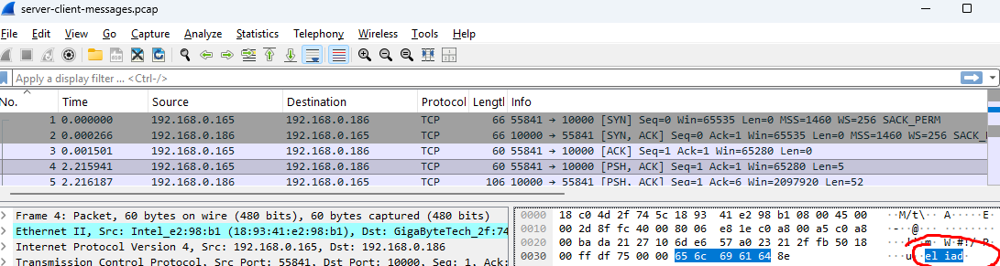 server-client-messages.pcap
File Edit View Go Capture Analyze Statistics Telephony Wireless Tools Help
Apply a display filter ... <Ctrl-/>
No. Time Source Destination Protocol Lengtl Info
1 0.000000 192.168.0.165 192.168.0.186 TCP 66 55841 → 10000 [SYN] Seq=0 Win=65535 Len=0 MSS=1460 WS=256 SACK_PERM
2 0.000266 192.168.0.186 192.168.0.165 TCP 66 10000 → 55841 [SYN, ACK] Seq=0 Ack=1 Win=65535 Len=0 MSS=1460 WS=256 SACK_
3 0.001501 192.168.0.165 192.168.0.186 TCP 60 55841 → 10000 [ACK] Seq=1 Ack=1 Win=65280 Len=0
4 2.215941 192.168.0.165 192.168.0.186 TCP 60 55841 → 10000 [PSH, ACK] Seq=1 Ack=1 Win=65280 Len=5
5 2.216187 192.168.0.186 192.168.0.165 TCP 106 10000 → 55841 [PSH, ACK] Seq=1 Ack=6 Win=2097920 Len=52
Frame 4: Packet, 60 bytes on wire (480 bits), 60 bytes captured (480 bits)
Ethernet II, Src: Intel_e2:98:b1 (18:93:41:e2:98:b1), Dst: GigaByteTech_2f:74
Internet Protocol Version 4, Src: 192.168.0.165, Dst: 192.168.0.186
Transmission Control Protocol, Src Port: 55841, Dst Port: 10000, Seq: 1, Ack:
0000 18 c0 4d 2f 74 5c 18 93 41 e2 98 b1 08 00 45 00 ··M/t\·· A·····E·
0010 00 2d 8f fc 40 00 80 06 e8 1e c0 a8 00 a5 c0 a8
0020 00 ba da 21 27 10 6d e6 57 a0 23 21 2f fb 50 18
0030 00 ff df 75 00 00 65 6c 69 61 64 8e ···u··el iad